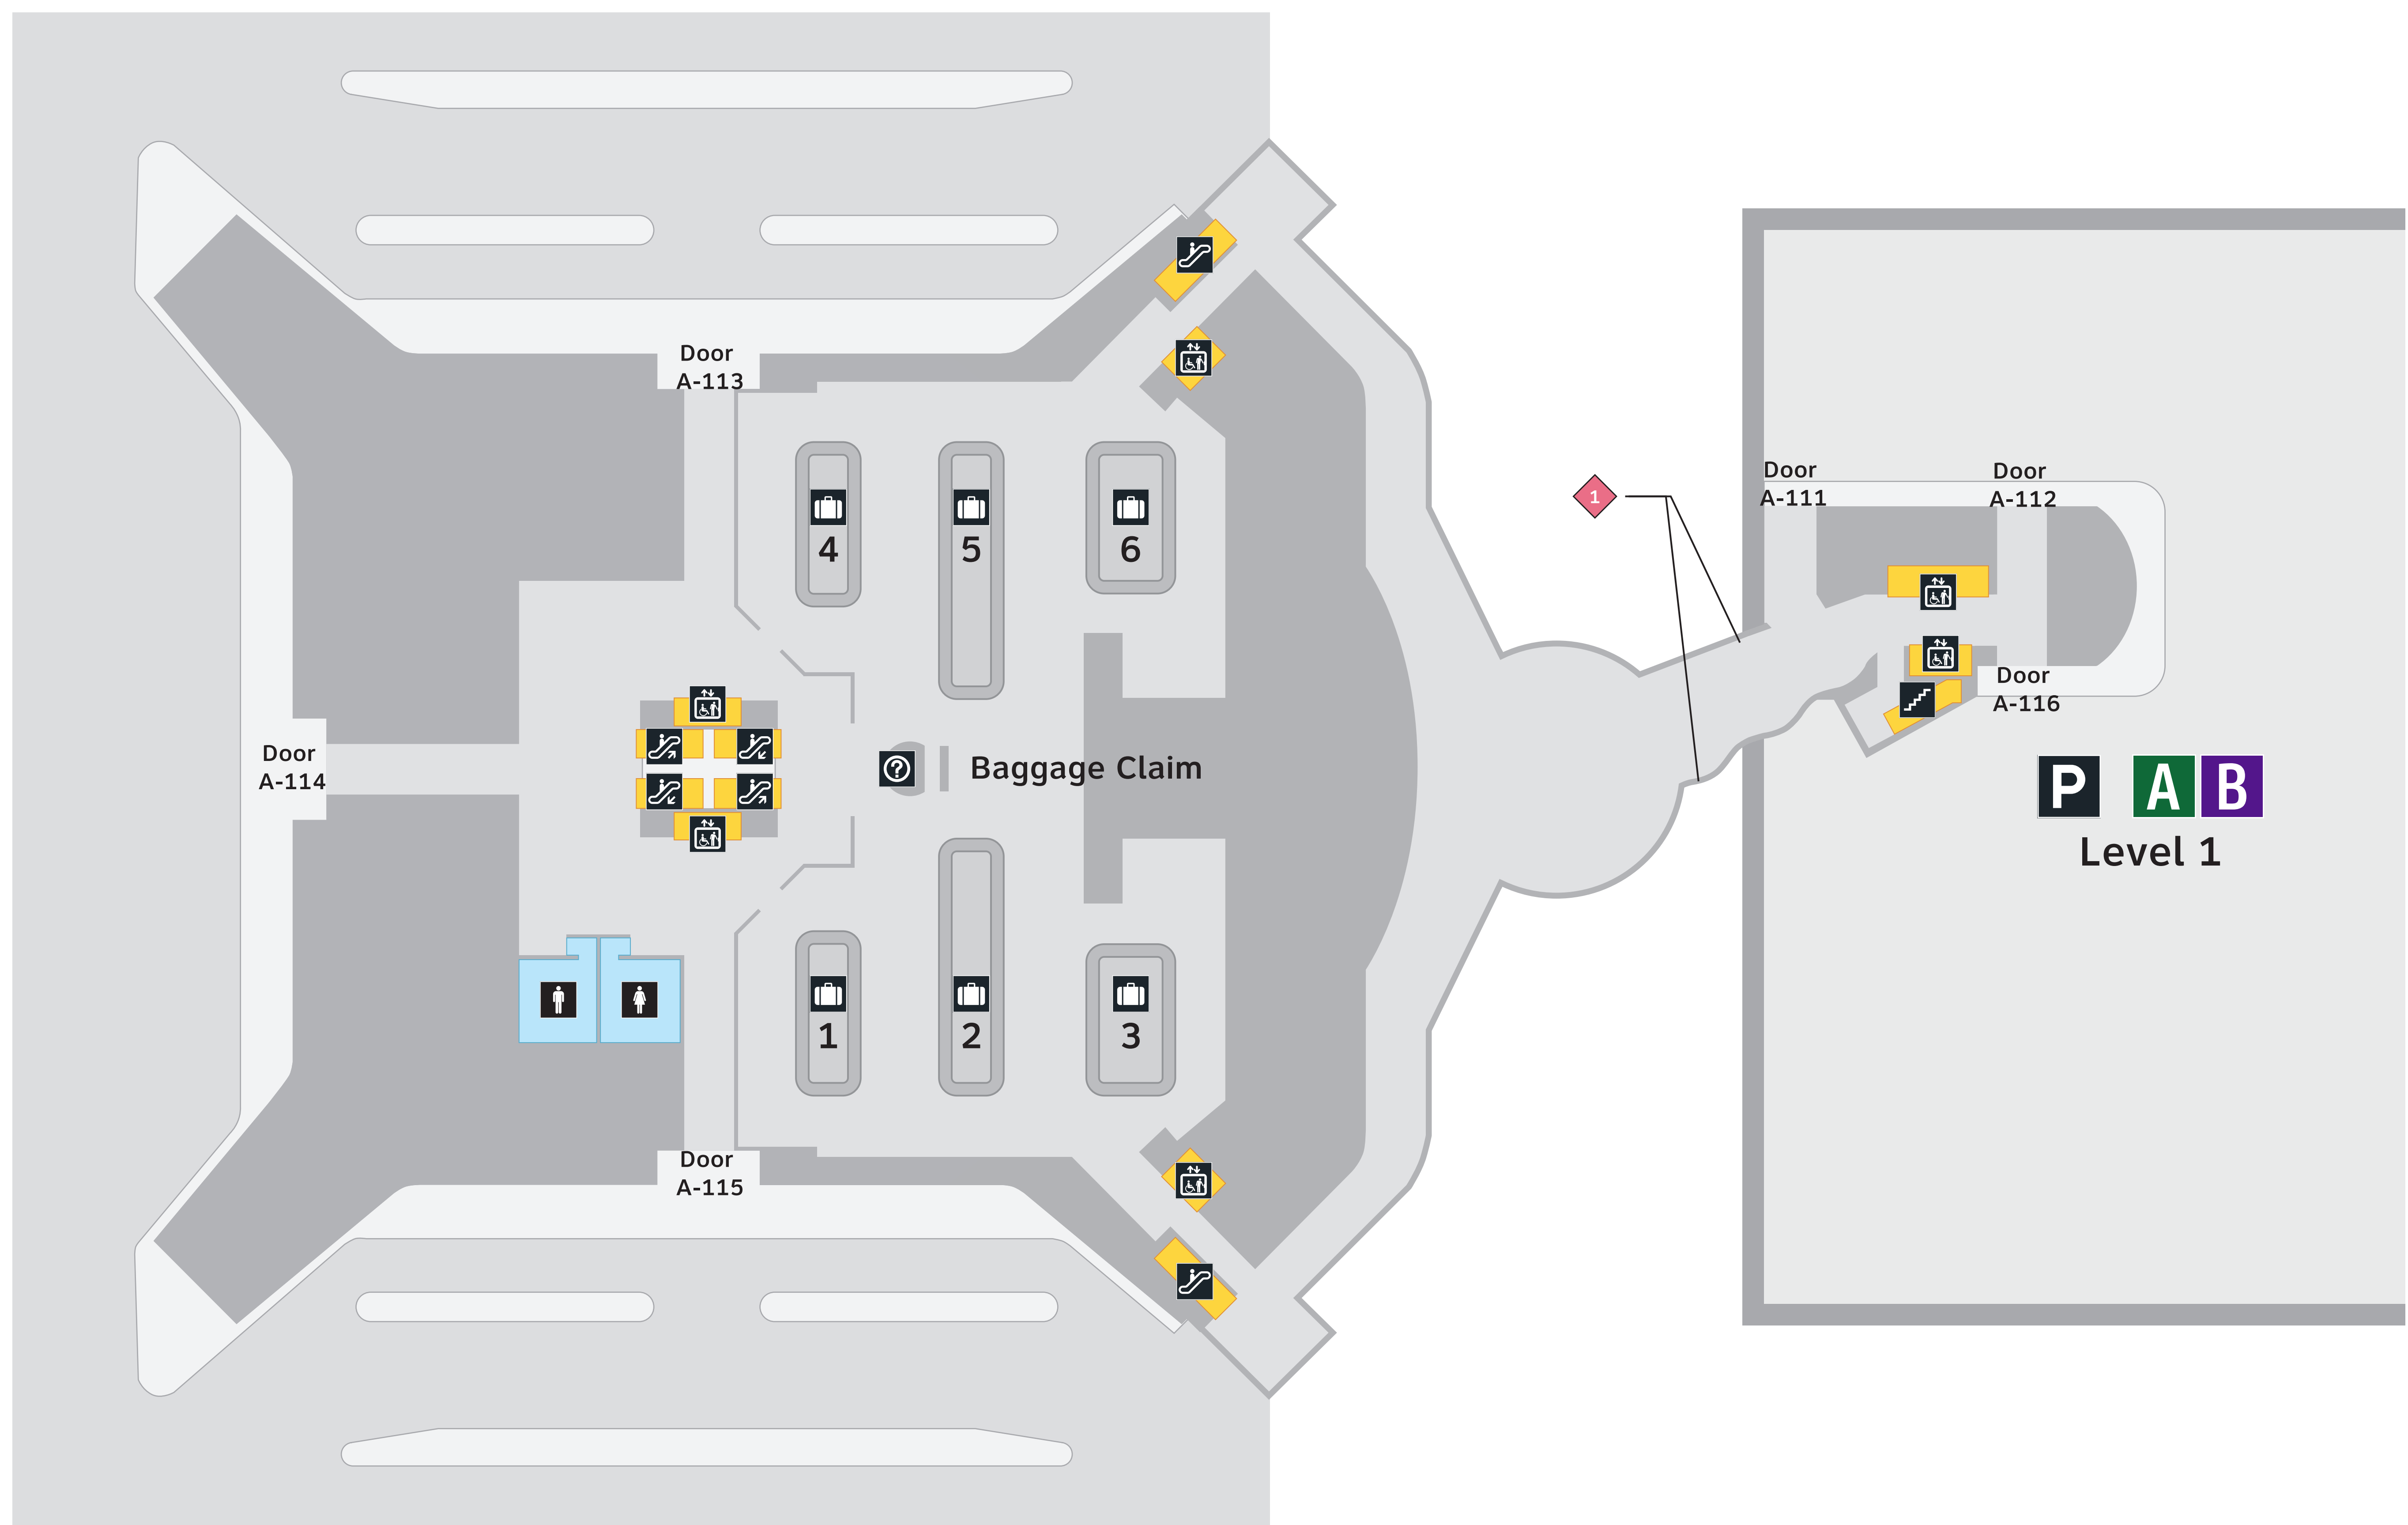 Door
A-113
Door
A-111
Door
A-112
1
4
5
6
Door
A-116
Door
A-114
?
Baggage Claim
P
A
B
Level 1
1
2
3
Door
A-115